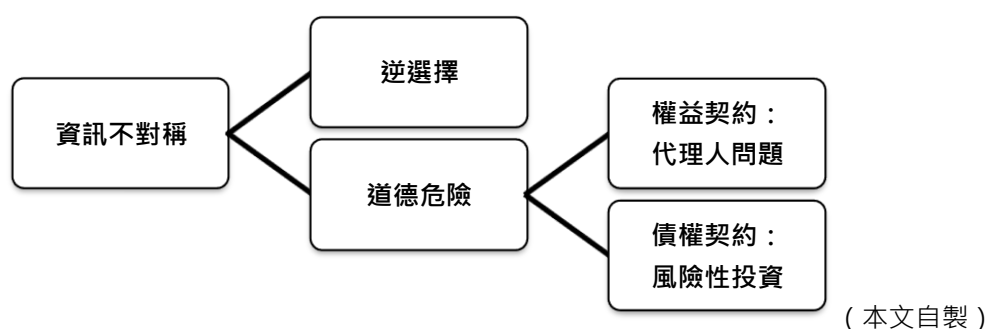 資訊不對稱
逆選擇
道德危險
權益契約：
代理人問題
債權契約：
風險性投資
（本文自製）